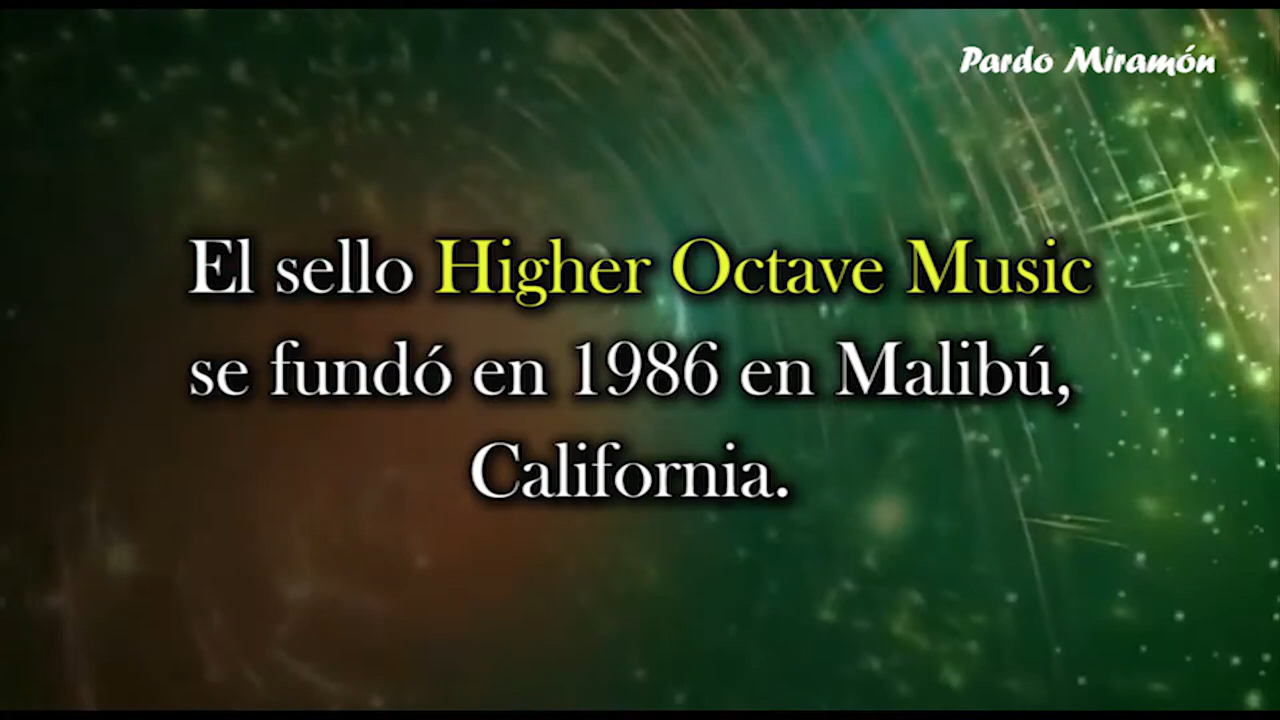 Pardo Miramón
El sello Higher Octave Music
se fundó en 1986 en Malibú,
California.